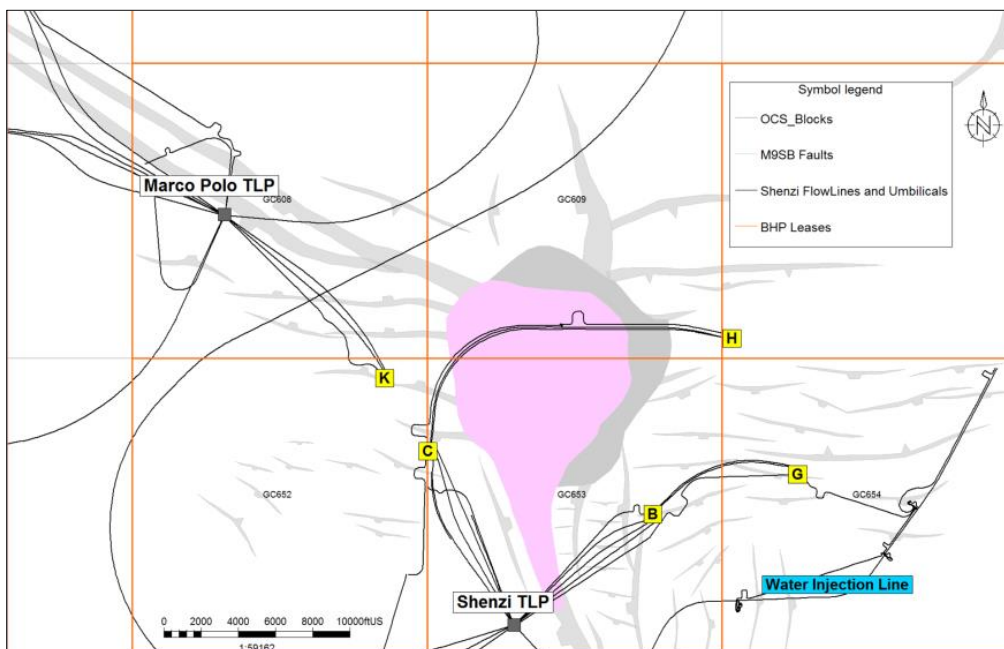 Symbol legend
OCS_Blocks
M9SB Faults
Shenzi FlowLines and Umbilicals
BHP Leases
N
Marco Polo TLP
GC608
GC609
H
K
C
G
GC652
GC653
GC654
B
Water Injection Line
Shenzi TLP
0 2000 4000 6000 8000 10000ftUS
1:59162